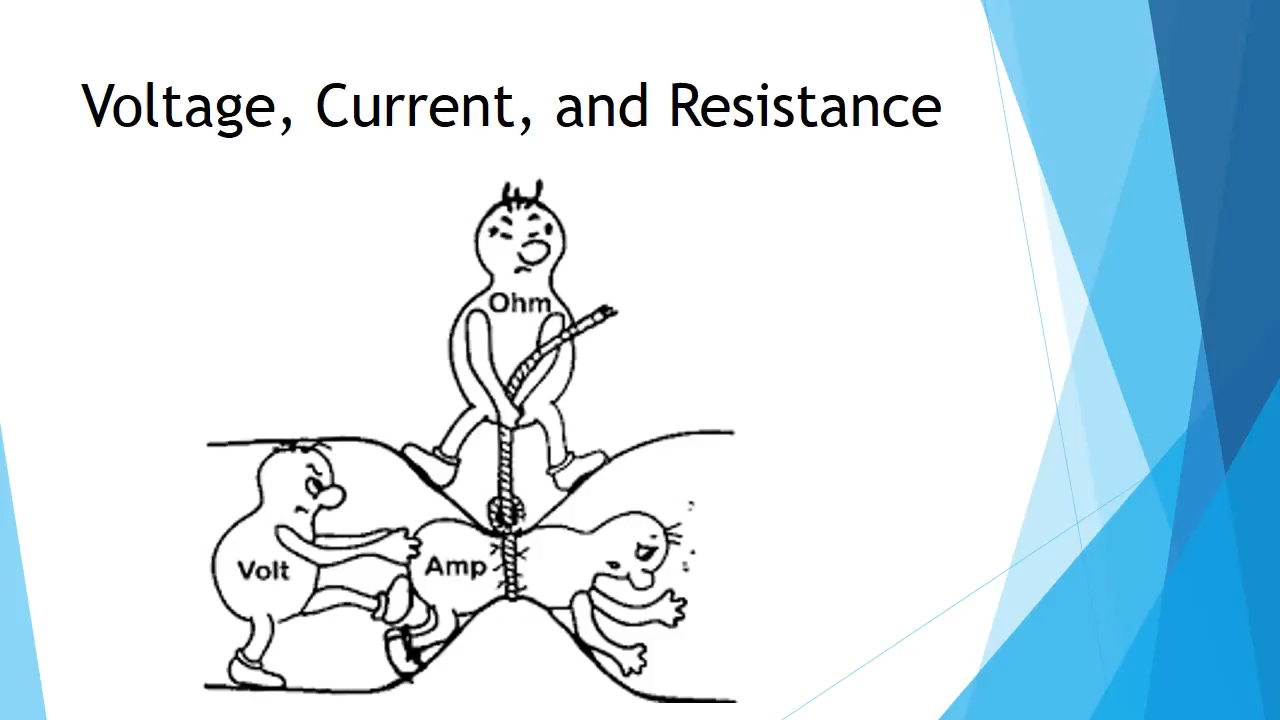 Voltage, Current, and Resistance
Ohm
Volt
Amp